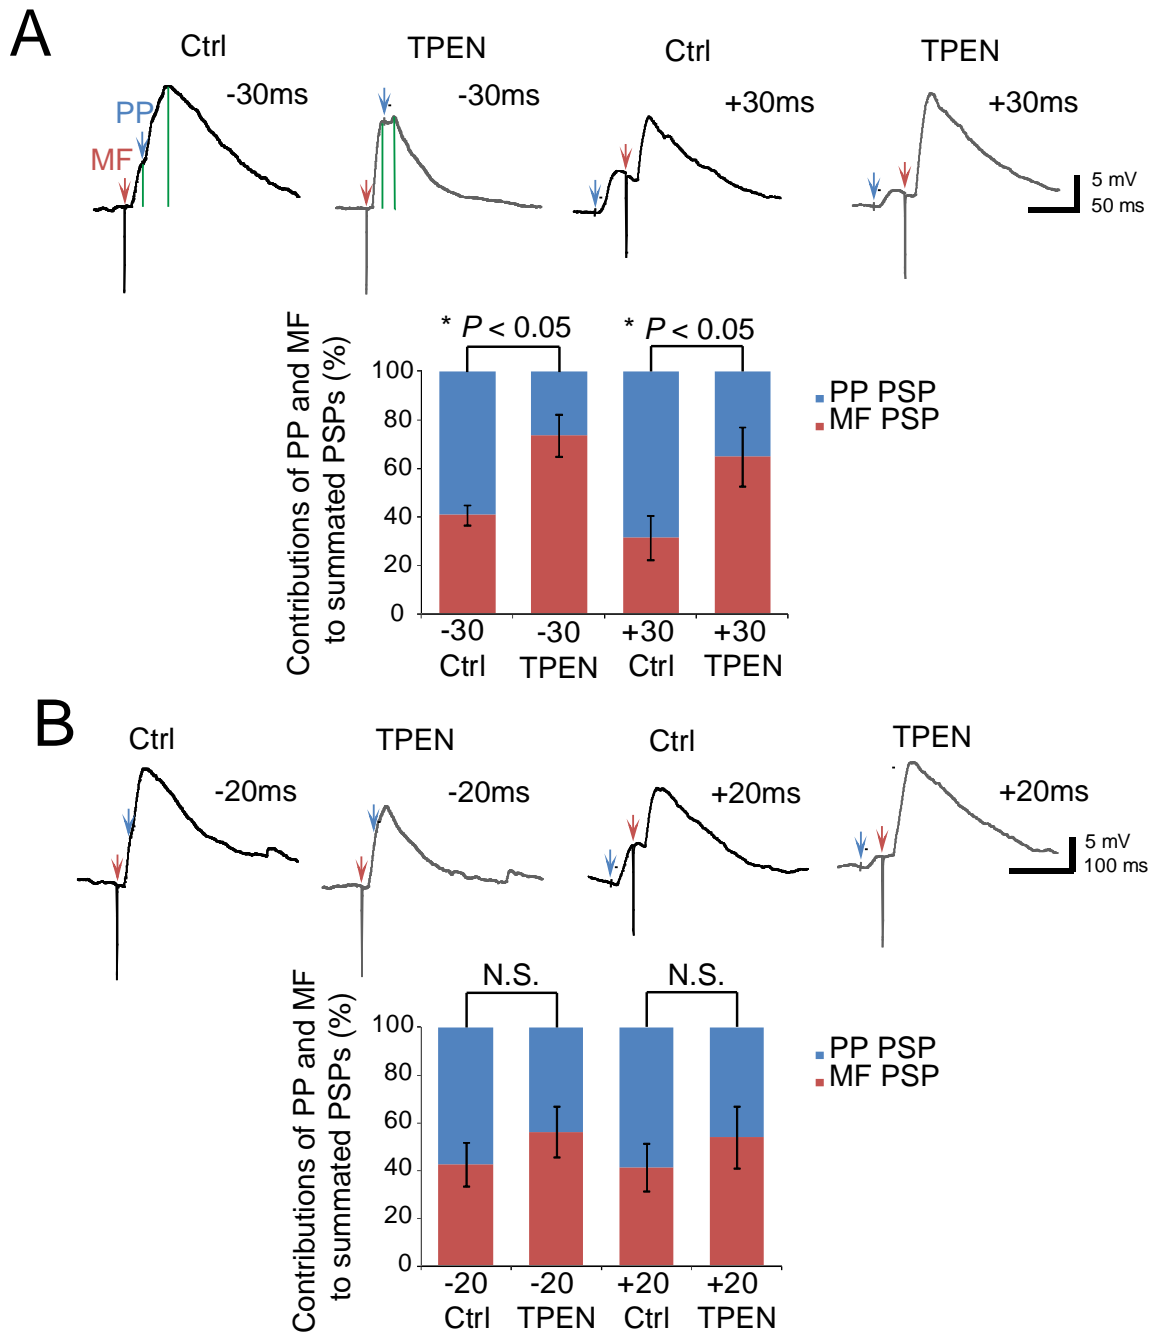 A
Ctrl
TPEN
Ctrl
TPEN
-30ms
-30ms
+30ms
+30ms
PP
MF
5 mV
50 ms
* P < 0.05
* P < 0.05
Contributions of PP and MF
to summated PSPs (%)
100
80
60
40
20
0
PP PSP
MF PSP
-30
-30
+30
+30
Ctrl
TPEN
Ctrl
TPEN
B
Ctrl
TPEN
Ctrl
TPEN
-20ms
-20ms
+20ms
+20ms
5 mV
100 ms
N.S.
N.S.
Contributions of PP and MF
to summated PSPs (%)
100
80
60
40
20
0
PP PSP
MF PSP
-20
-20
+20
+20
Ctrl
TPEN
Ctrl
TPEN